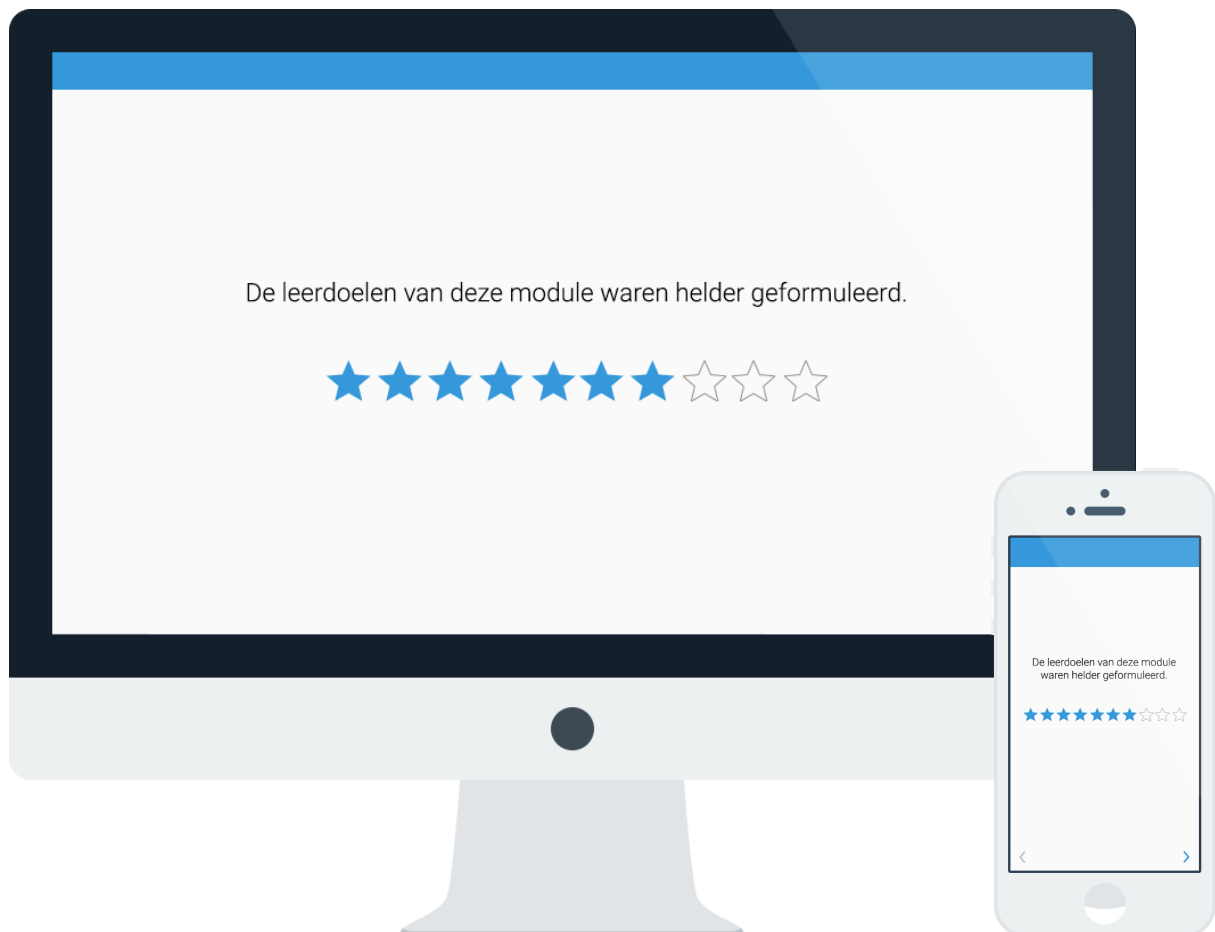 De leerdoelen van deze module waren helder geformuleerd.
De leerdoelen van deze module
waren helder geformuleerd.